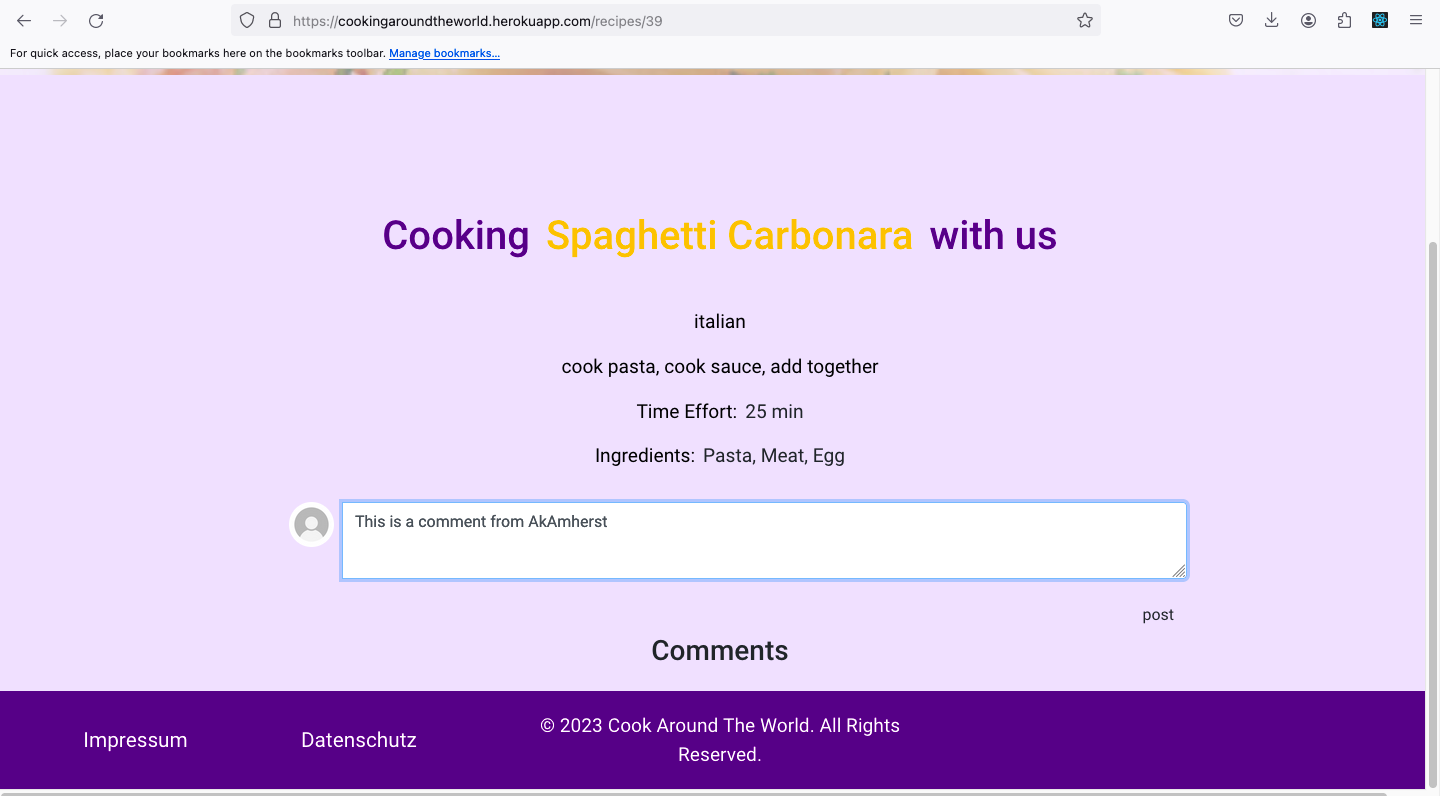 https://cookingaroundtheworld.herokuapp.com/recipes/39
For quick access, place your bookmarks here on the bookmarks toolbar. Manage bookmarks...
Cooking Spaghetti Carbonara with us
italian
cook pasta, cook sauce, add together
Time Effort: 25 min
Ingredients: Pasta, Meat, Egg
This is a comment from AkAmherst
post
Comments
Impressum
Datenschutz
© 2023 Cook Around The World. All Rights
Reserved.